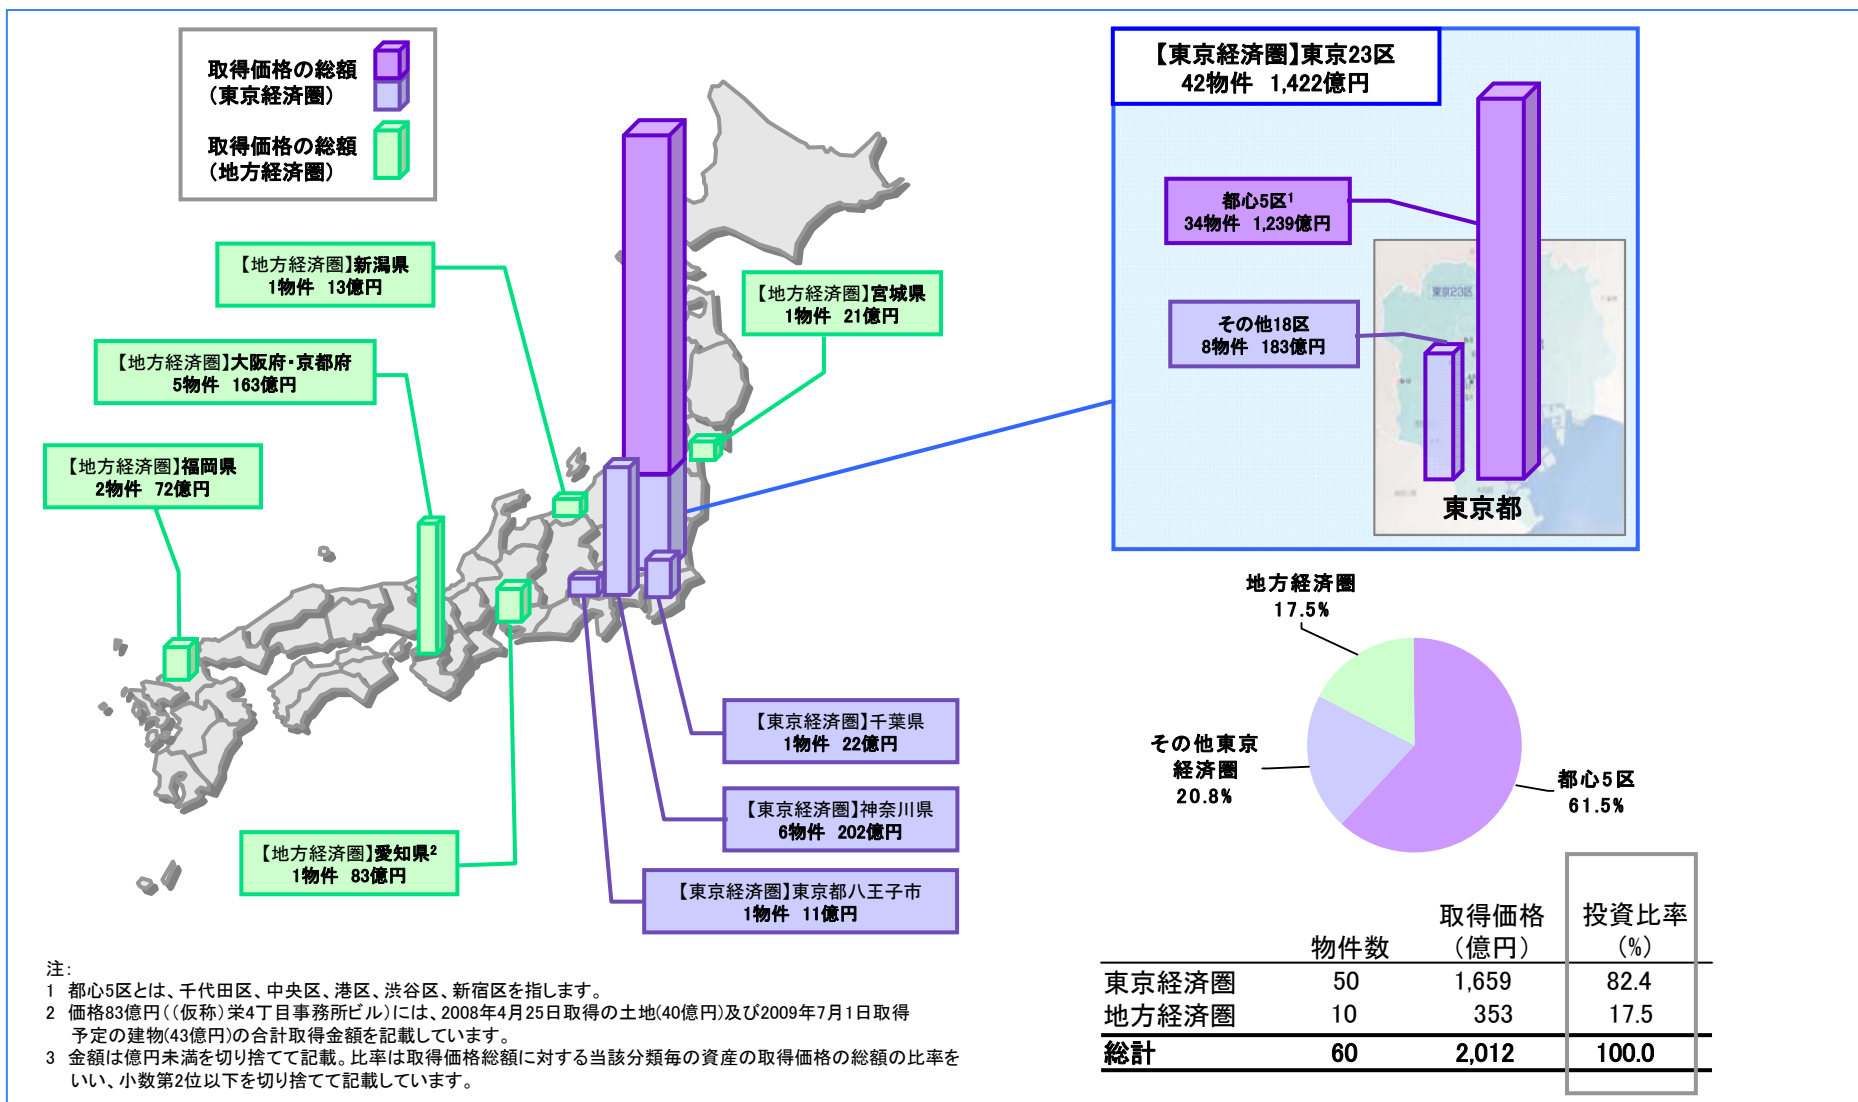 取得価格の総額
（東京経済圏）
取得価格の総額
（地方経済圏）
【東京経済圏】東京23区
42物件 1,422億円
都心5区1
34物件 1,239億円
東京23区
その他18区
8物件 183億円
東京都
【地方経済圏】新潟県
1物件 13億円
【地方経済圏】宮城県
1物件 21億円
【地方経済圏】大阪府・京都府
5物件 163億円
【地方経済圏】福岡県
2物件 72億円
【東京経済圏】千葉県
1物件 22億円
【東京経済圏】神奈川県
6物件 202億円
【地方経済圏】愛知県2
1物件 83億円
【東京経済圏】東京都八王子市
1物件 11億円
地方経済圏
17.5%
その他東京
経済圏
20.8%
都心5区
61.5%
取得価格 投資比率
物件数 （億円） （%）
東京経済圏 50 1,659 82.4
地方経済圏 10 353 17.5
総計 60 2,012 100.0
注：
1 都心5区とは、千代田区、中央区、港区、渋谷区、新宿区を指します。
2 価格83億円（（仮称）栄4丁目事務所ビル）には、2008年4月25日取得の土地(40億円)及び2009年7月1日取得
予定の建物(43億円)の合計取得金額を記載しています。
3 金額は億円未満を切り捨てて記載。比率は取得価格総額に対する当該分類毎の資産の取得価格の総額の比率を
いい、小数第2位以下を切り捨てて記載しています。